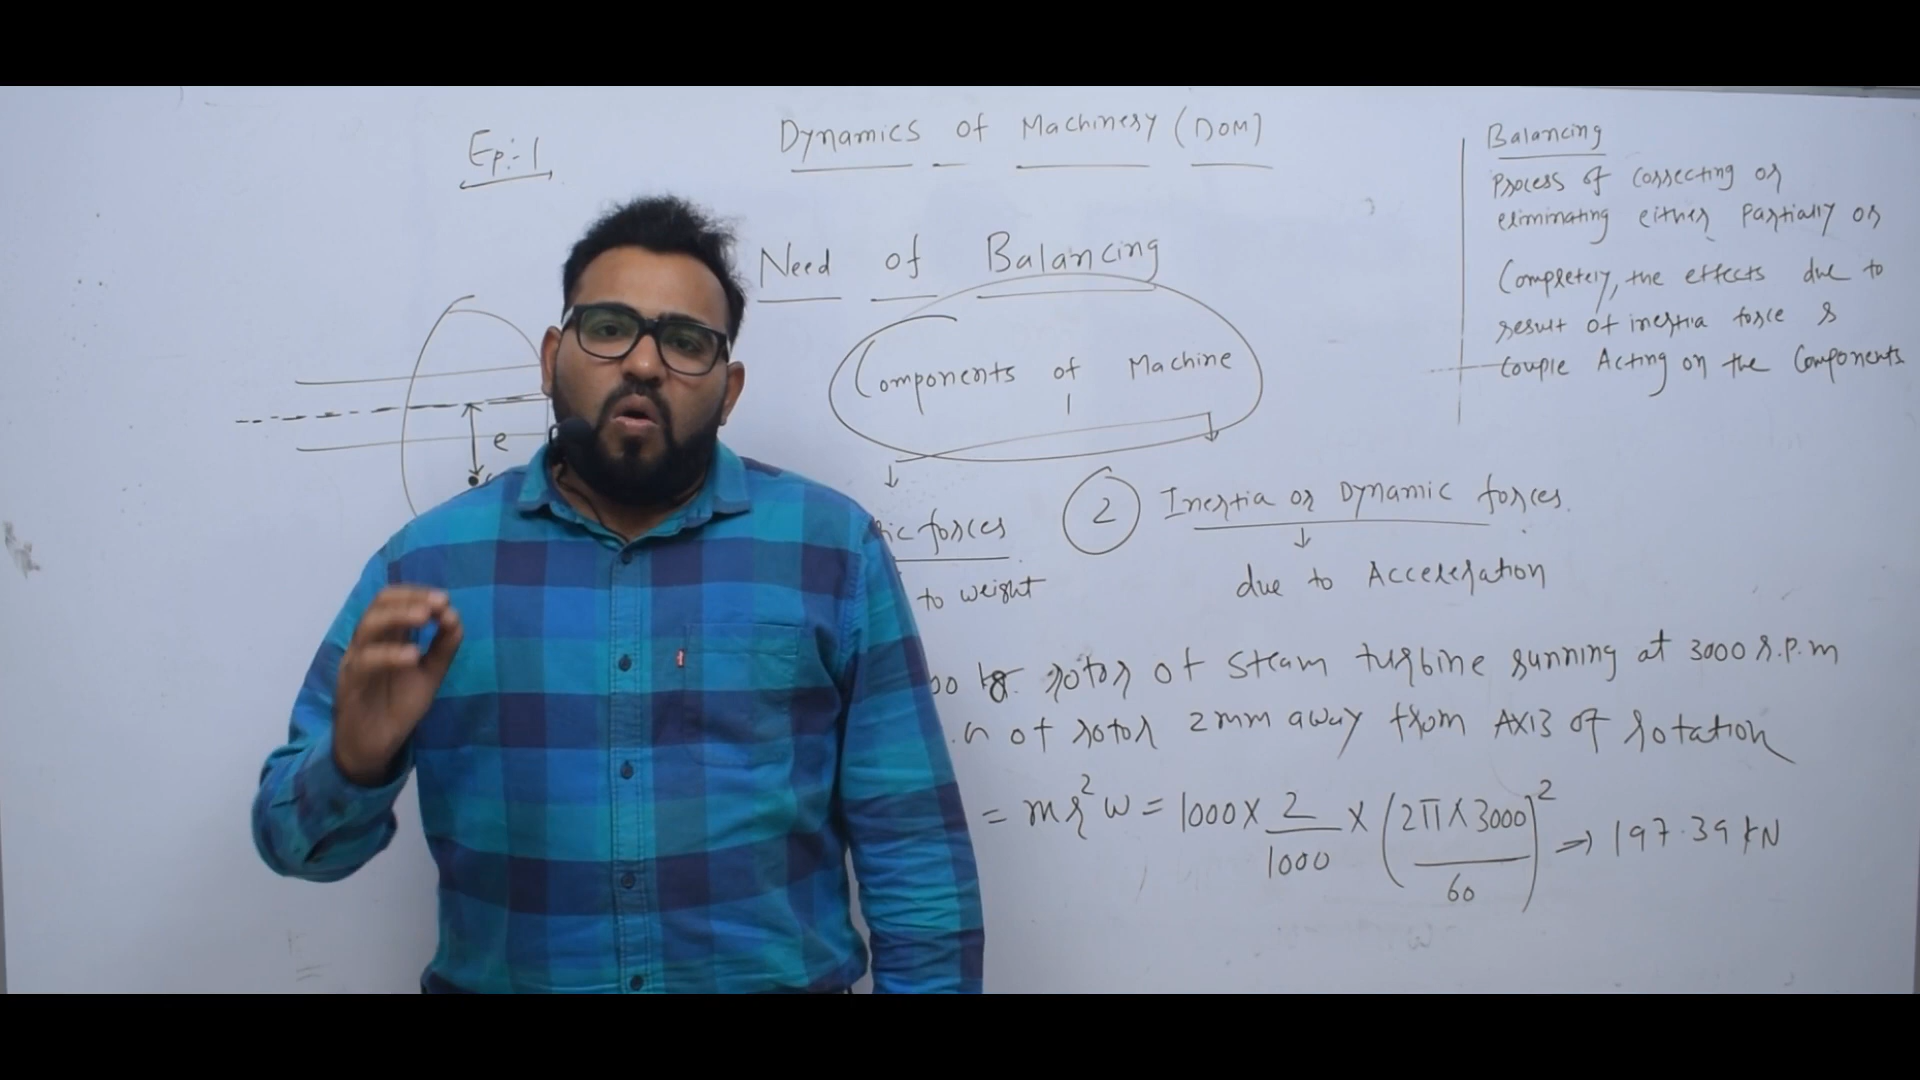 Ep:-1
Dynamics of Machinery (DOM)
Need of Balancing
Components of Machine
e
forces
to weight
2 Inertia or Dynamic forces.
due to Acceleration
rotor of steam turbine running at 3000 r.p.m
of rotor 2mm away from AXIS of rotation
= mr²ω = 1000 × 2/1000 × (2π×3000/60)² ⇒ 197.39 kN
Balancing
Process of correcting or
eliminating either partially or
Completely, the effects due to
result of inertia force &
couple Acting on the Components